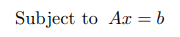 Subject to Ax = b